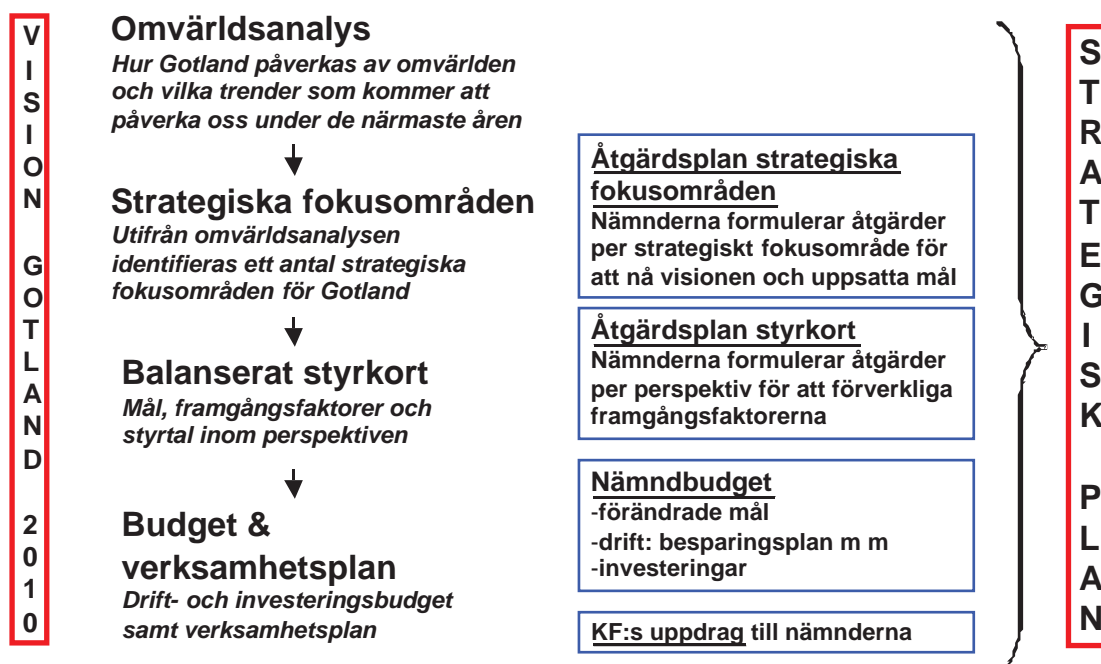 VISION GOTLAND 2010
Omvärldsanalys
Hur Gotland påverkas av omvärlden
och vilka trender som kommer att
påverka oss under de närmaste åren
Strategiska fokusområden
Utifrån omvärldsanalysen
identifieras ett antal strategiska
fokusområden för Gotland
Balanserat styrkort
Mål, framgångsfaktorer och
styrtal inom perspektiven
Budget &
verksamhetsplan
Drift- och investeringsbudget
samt verksamhetsplan
Åtgärdsplan strategiska
fokusområden
Nämnderna formulerar åtgärder
per strategiskt fokusområde för
att nå visionen och uppsatta mål
Åtgärdsplan styrkort
Nämnderna formulerar åtgärder
per perspektiv för att förverkliga
framgångsfaktorerna
Nämndbudget
-förändrade mål
-drift: besparingsplan m m
-investeringar
KF:s uppdrag till nämnderna
STRATEGISK PLAN